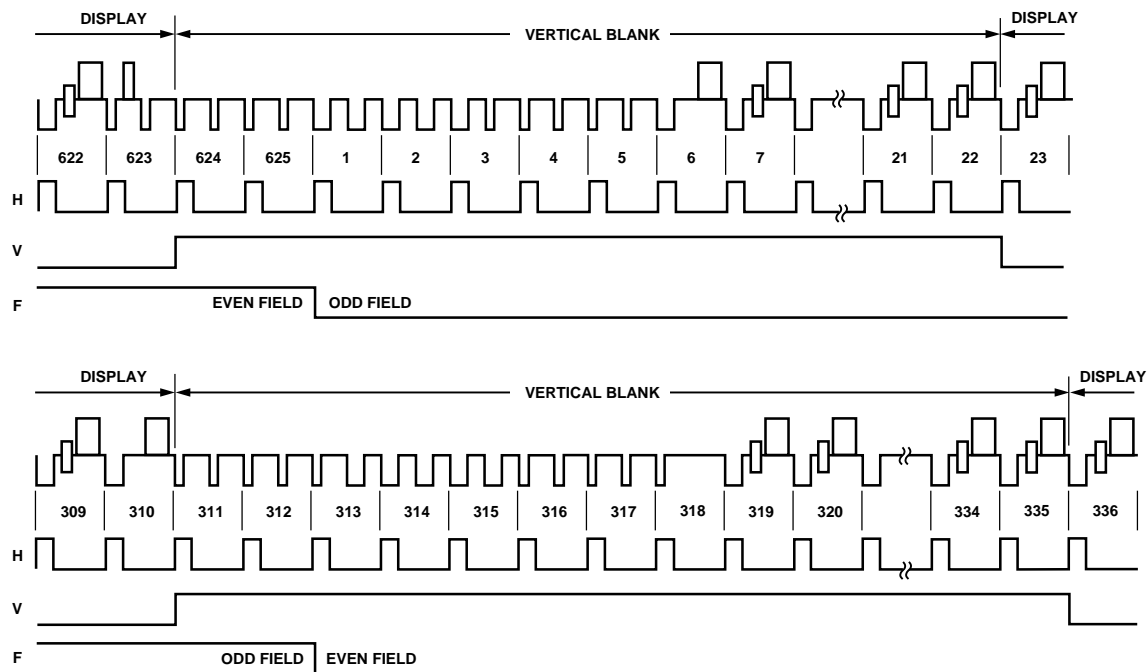 DISPLAY VERTICAL BLANK DISPLAY
622 623 624 625 1 2 3 4 5 6 7 21 22 23
H
V
F EVEN FIELD ODD FIELD
DISPLAY VERTICAL BLANK DISPLAY
309 310 311 312 313 314 315 316 317 318 319 320 334 335 336
H
V
F ODD FIELD EVEN FIELD